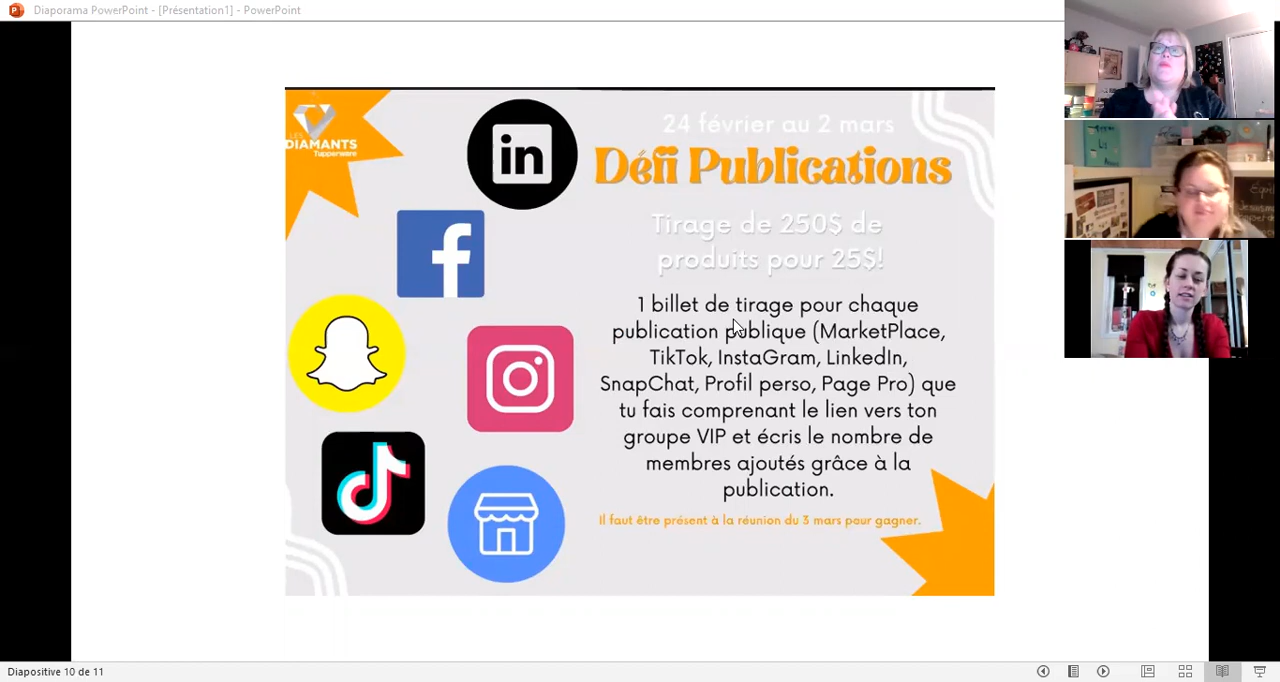 Diaporama PowerPoint - [Présentation1] - PowerPoint
LES
DIAMANTS
Tupperware
in
24 février au 2 mars
Défi Publications
Tirage de 250$ de
produits pour 25$!
1 billet de tirage pour chaque
publication publique (MarketPlace,
TikTok, InstaGram, LinkedIn,
SnapChat, Profil perso, Page Pro) que
tu fais comprenant le lien vers ton
groupe VIP et écris le nombre de
membres ajoutés grâce à la
publication.
Il faut être présent à la réunion du 3 mars pour gagner.
Diapositive 10 de 11